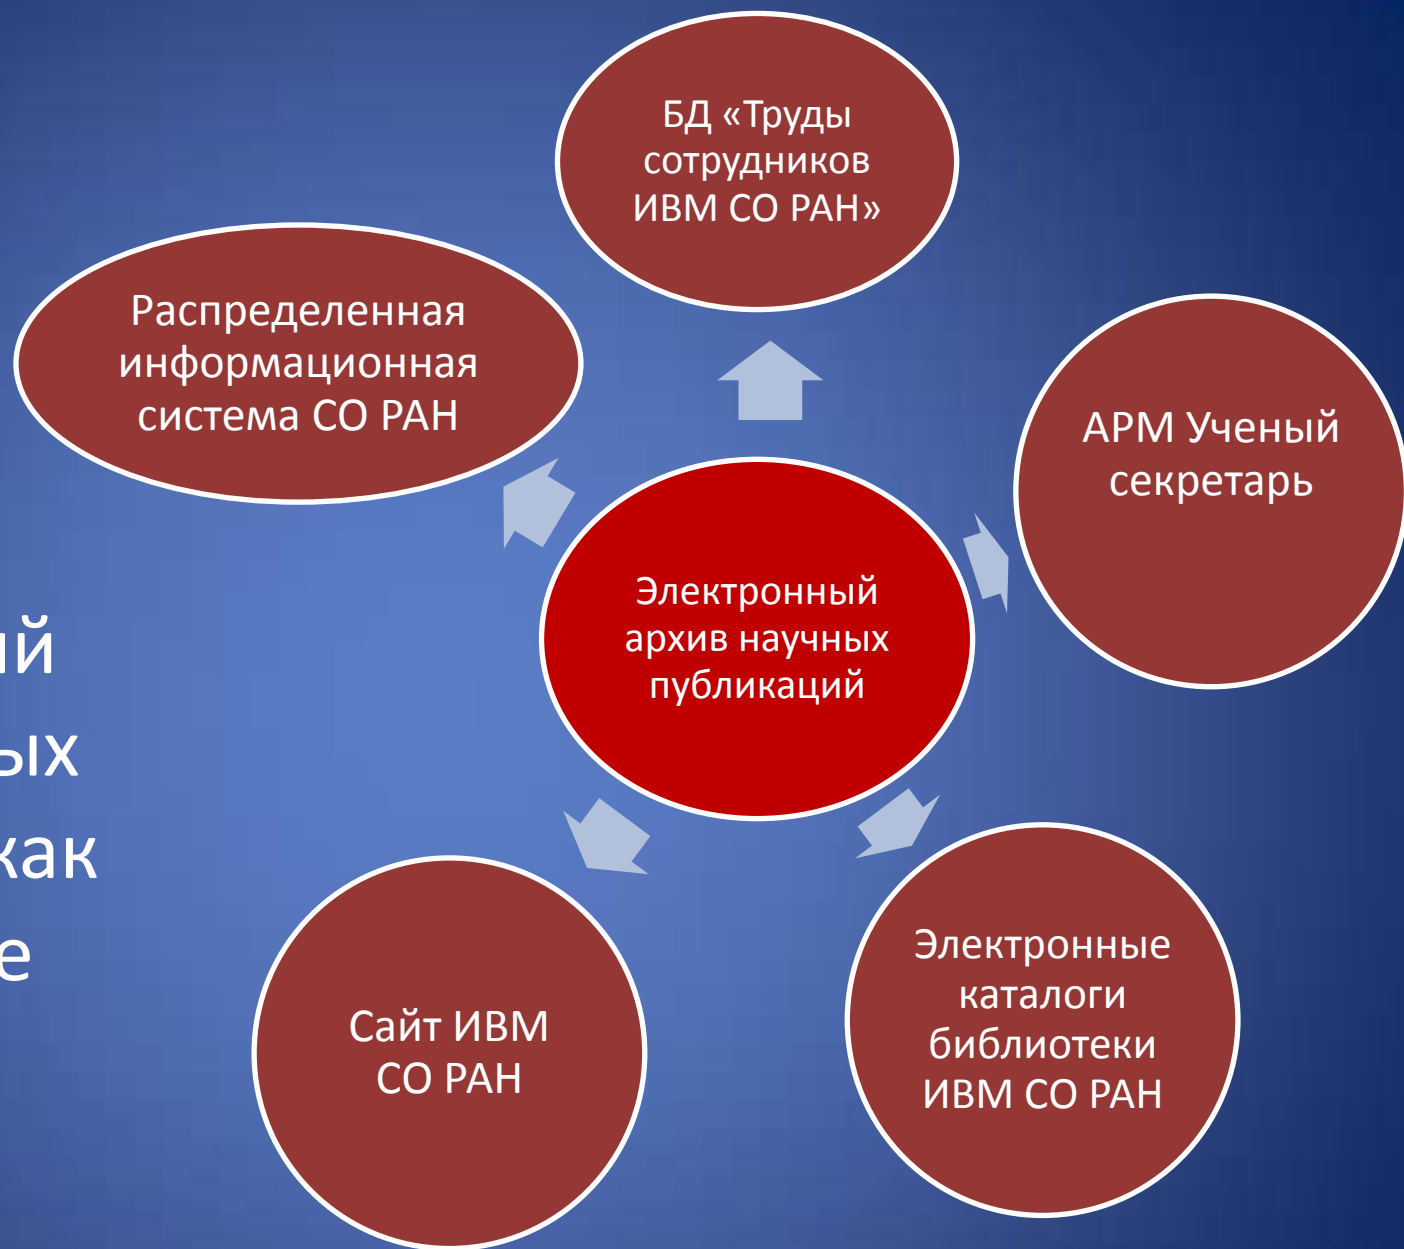 БД «Труды
сотрудников
ИВМ СО РАН»
Распределенная
информационная
система СО РАН
АРМ Ученый
секретарь
Электронный
архив научных
публикаций
как
Сайт ИВМ
СО РАН
Электронные
каталоги
библиотеки
ИВМ СО РАН